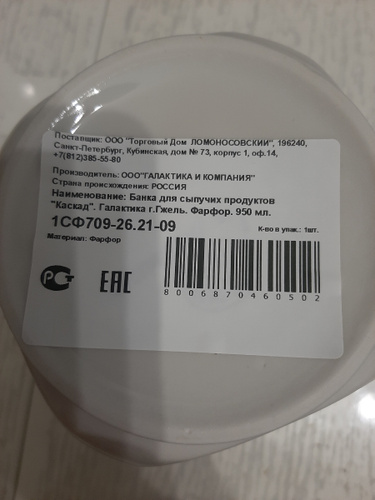 Поставщик: ООО "Торговый Дом ЛОМОНОСОВСКИЙ", 196240,
Санкт-Петербург, Кубинская, дом № 73, корпус 1, оф.14,
+7(812)385-55-80
Производитель: ООО"ГАЛАКТИКА И КОМПАНИЯ"
Страна происхождения: РОССИЯ
Наименование: Банка для сыпучих продуктов
"Каскад". Галактика г.Гжель. Фарфор. 950 мл.
1СФ709-26.21-09
К-во в упак.: 1шт.
Материал: Фарфор
РСТ
ЕАС
8006870460502